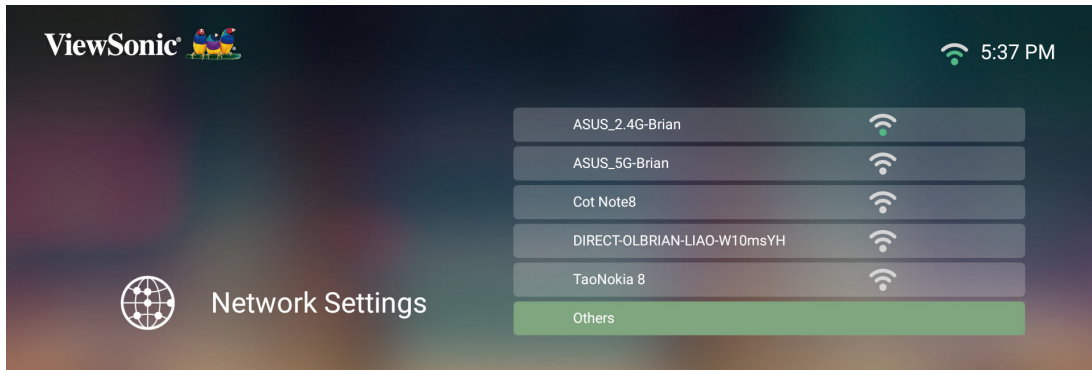 ViewSonic®
5:37 PM
ASUS_2.4G-Brian
ASUS_5G-Brian
Cot Note8
DIRECT-OLBRIAN-LIAO-W10msYH
TaoNokia 8
Network Settings
Others